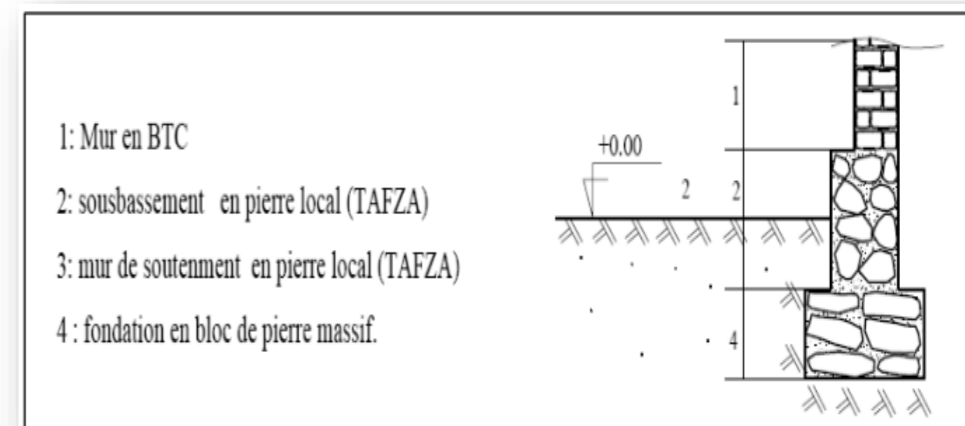 1: Mur en BTC
2: sousbassement en pierre local (TAFZA)
3: mur de soutenment en pierre local (TAFZA)
4 : fondation en bloc de pierre massif.
1
+0.00
2 2
4